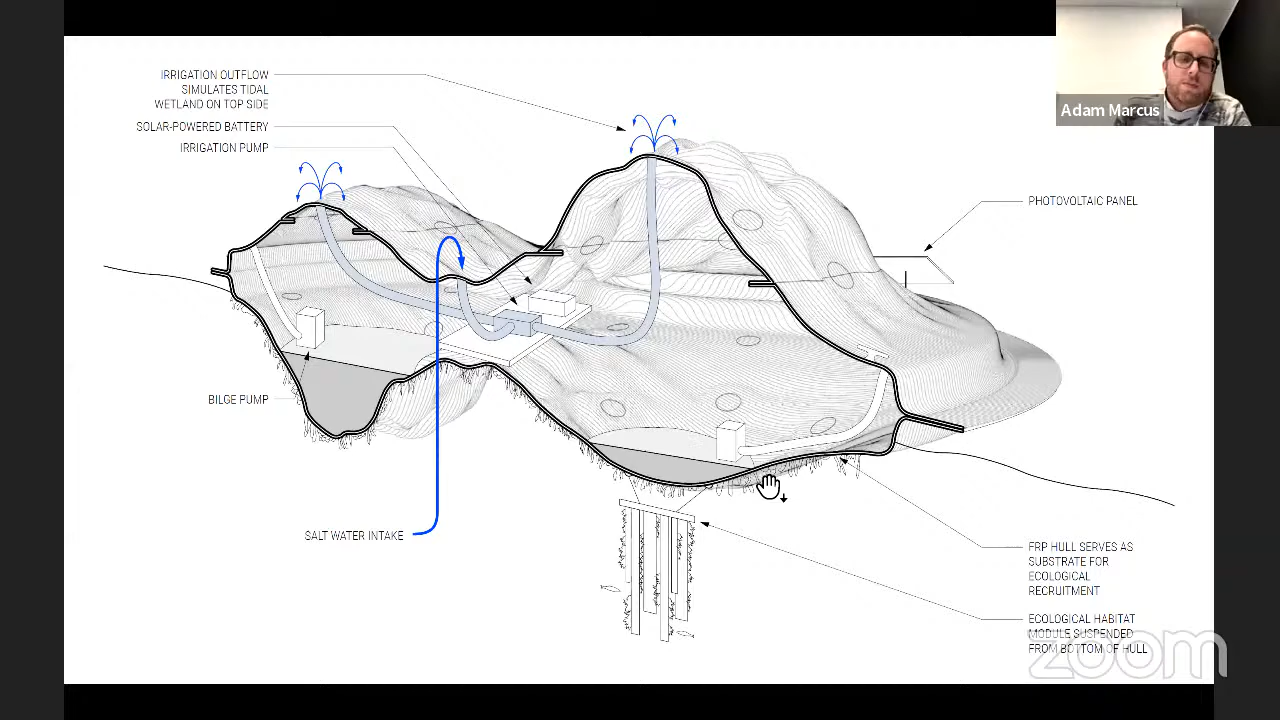 Adam Marcus
IRRIGATION OUTFLOW
SIMULATES TIDAL
WETLAND ON TOP SIDE
SOLAR-POWERED BATTERY
IRRIGATION PUMP
PHOTOVOLTAIC PANEL
BILGE PUMP
SALT WATER INTAKE
FRP HULL SERVES AS
SUBSTRATE FOR
ECOLOGICAL
RECRUITMENT
ECOLOGICAL HABITAT
MODULE SUSPENDED
FROM BOTTOM OF HULL
zoom